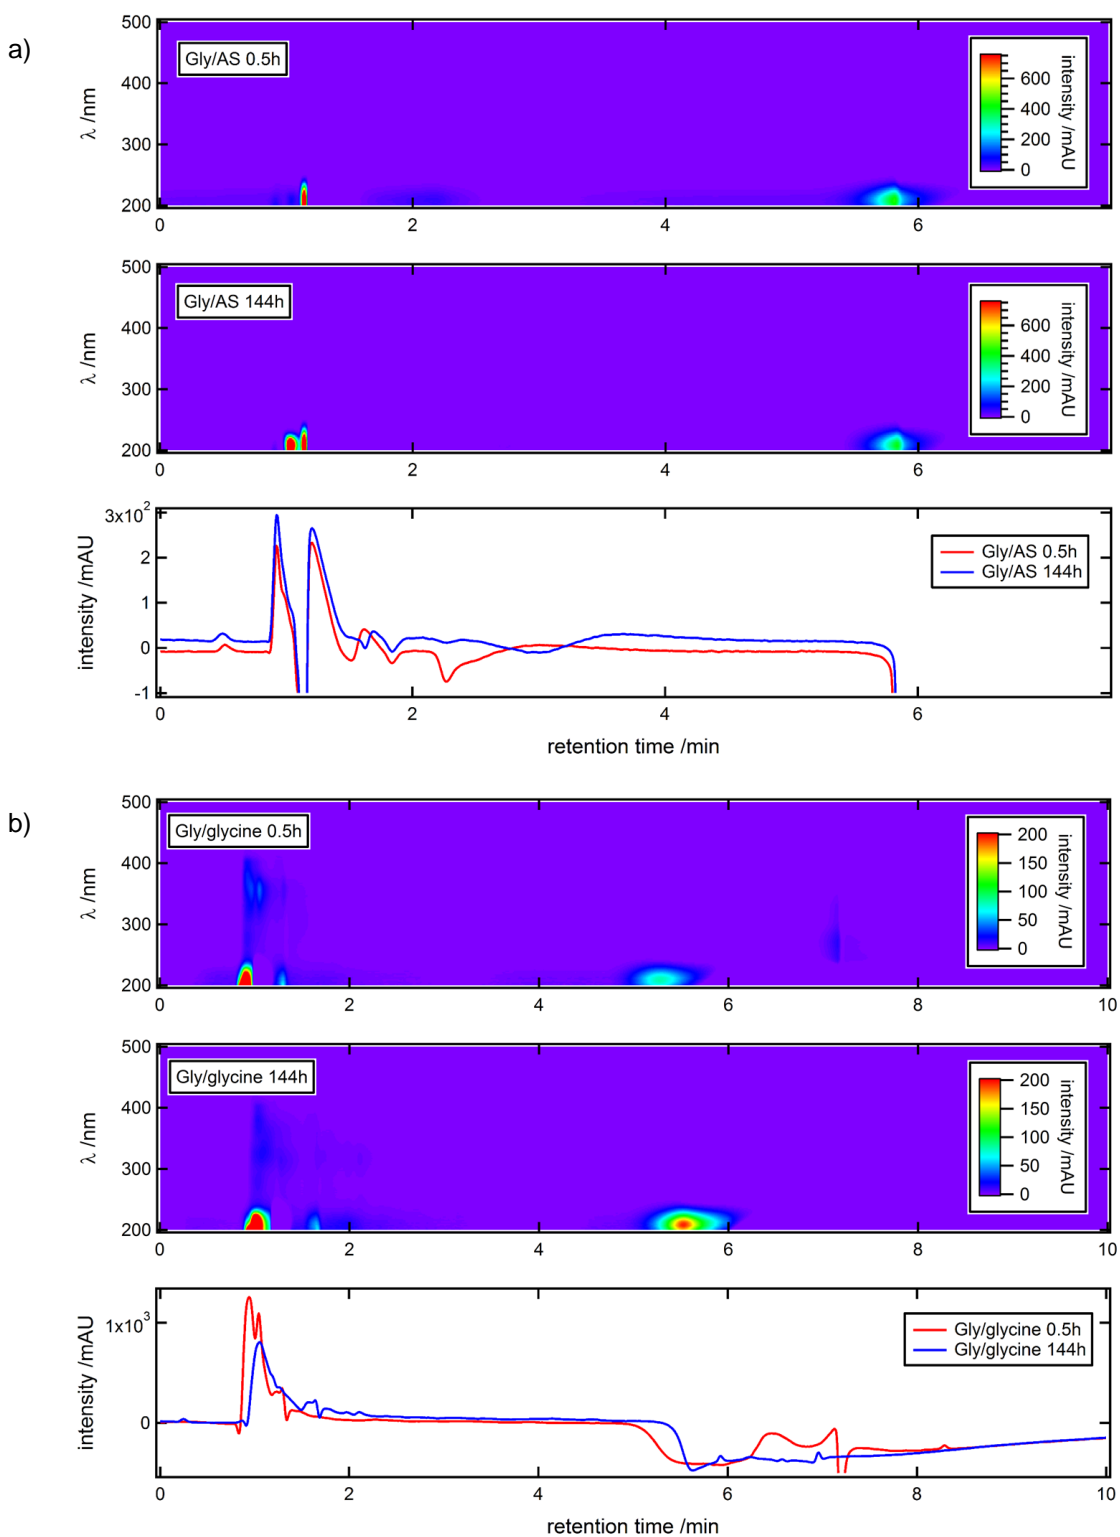 a)
500
400
300
200
λ /nm
Gly/AS 0.5h
600
400
200
0
intensity /mAU
0 2 4 6
500
400
300
200
λ /nm
Gly/AS 144h
600
400
200
0
intensity /mAU
0 2 4 6
3x10²
2
1
0
-1
intensity /mAU
Gly/AS 0.5h
Gly/AS 144h
0 2 4 6
retention time /min
b)
500
400
300
200
λ /nm
Gly/glycine 0.5h
200
150
100
50
0
intensity /mAU
0 2 4 6 8 10
500
400
300
200
λ /nm
Gly/glycine 144h
200
150
100
50
0
intensity /mAU
0 2 4 6 8 10
1x10³
0
intensity /mAU
Gly/glycine 0.5h
Gly/glycine 144h
0 2 4 6 8 10
retention time /min